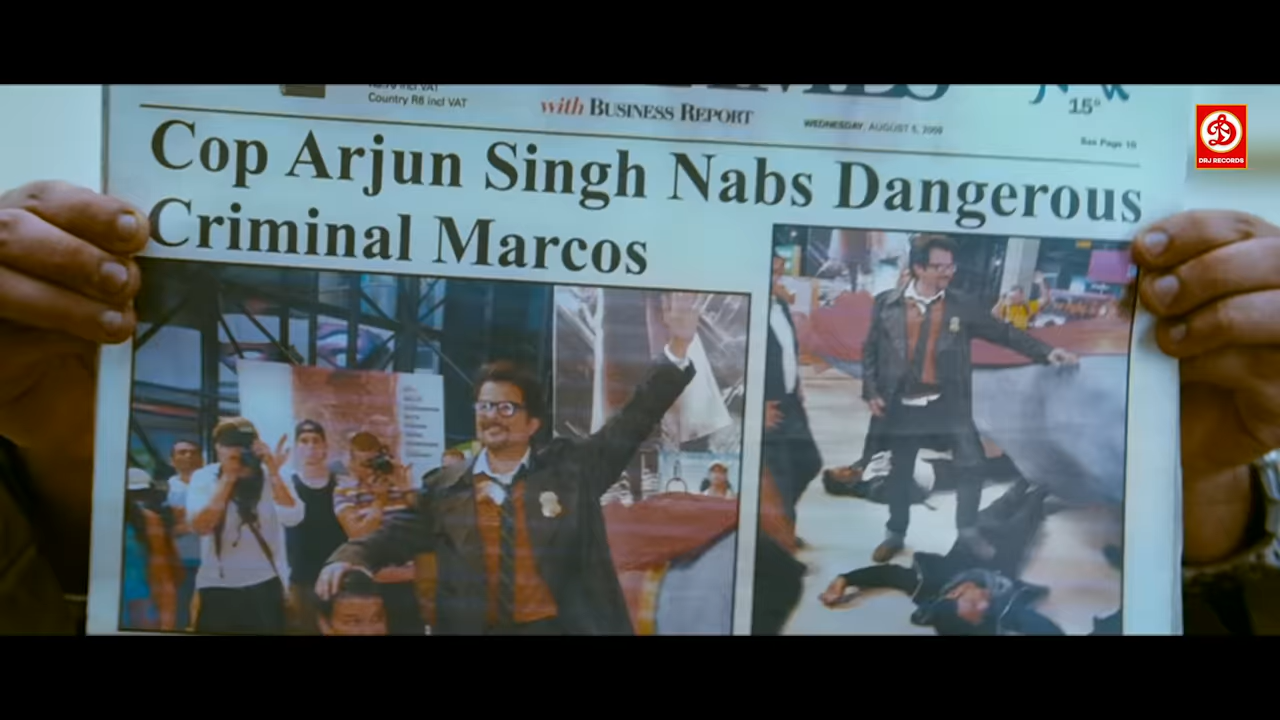 Country R8 incl VAT
with BUSINESS REPORT
WEDNESDAY, AUGUST 5, 2009
15°
See Page 18
Cop Arjun Singh Nabs Dangerous
Criminal Marcos
DRJ RECORDS